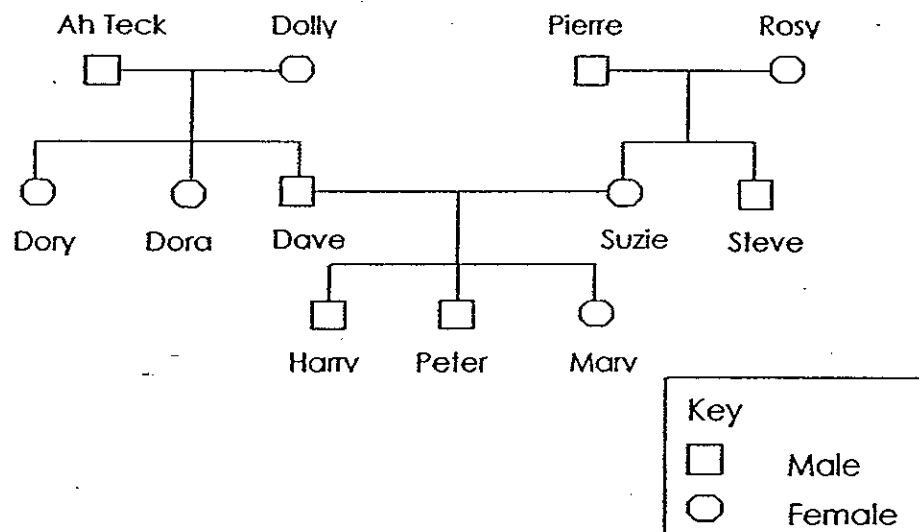 Ah Teck Dolly Pierre Rosy
Dory Dora Dave Suzie Steve
Harry Peter Mary
Key
Male
Female